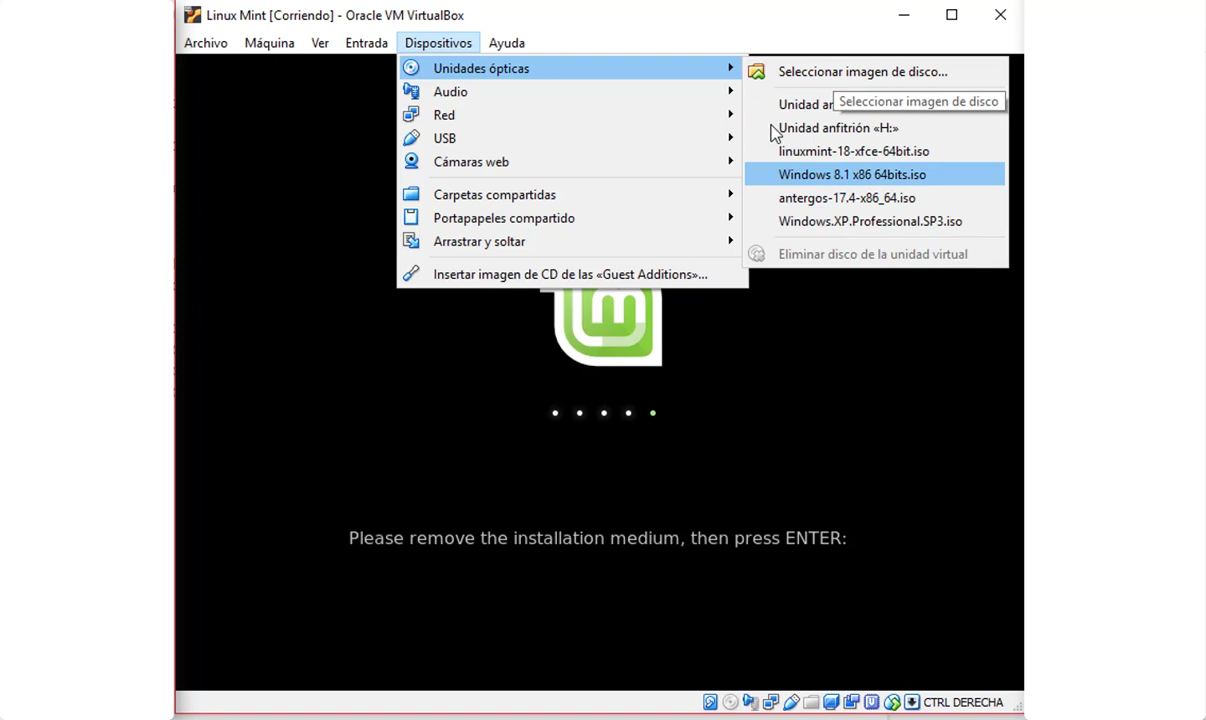 Linux Mint [Corriendo] - Oracle VM VirtualBox
Archivo Máquina Ver Entrada Dispositivos Ayuda
Unidades ópticas
Audio
Red
USB
Cámaras web
Carpetas compartidas
Portapapeles compartido
Arrastrar y soltar
Insertar imagen de CD de las «Guest Additions»...
Seleccionar imagen de disco...
Seleccionar imagen de disco
Unidad
Unidad anfitrión «H:»
linuxmint-18-xfce-64bit.iso
Windows 8.1 x86 64bits.iso
antergos-17.4-x86_64.iso
Windows.XP.Professional.SP3.iso
Eliminar disco de la unidad virtual
Please remove the installation medium, then press ENTER:
CTRL DERECHA